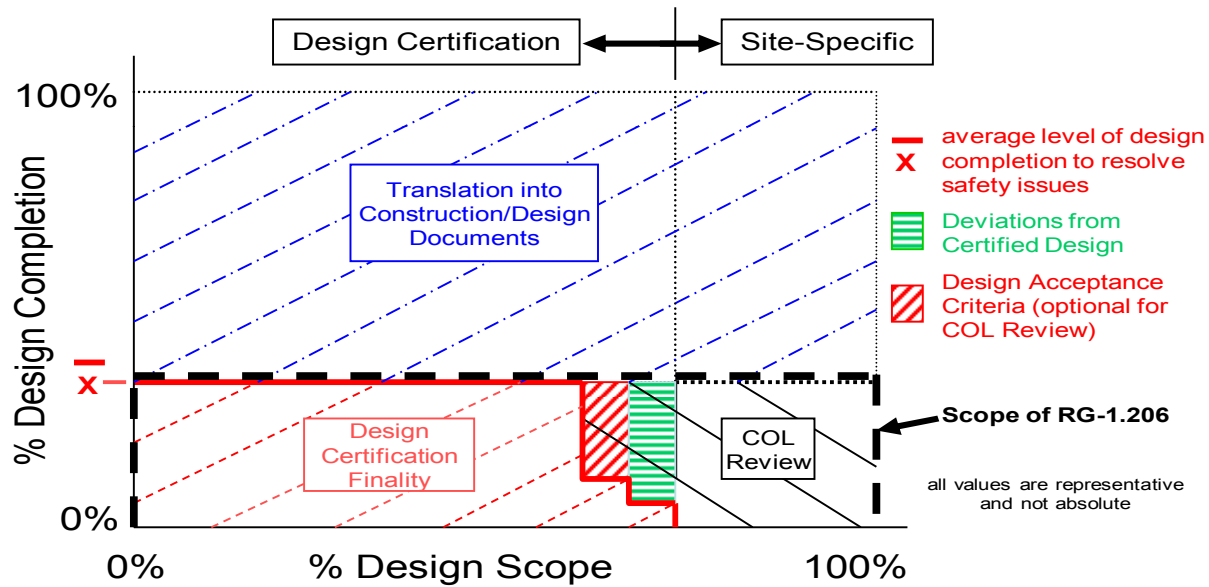 Design Certification
Site-Specific
100%
% Design Completion
Translation into
Construction/Design
Documents
average level of design
x
completion to resolve
safety issues
Deviations from
Certified Design
Design Acceptance
Criteria (optional for
COL Review)
x
Design
Certification
Finality
COL
Review
Scope of RG-1.206
all values are representative
and not absolute
0%
0%
% Design Scope
100%